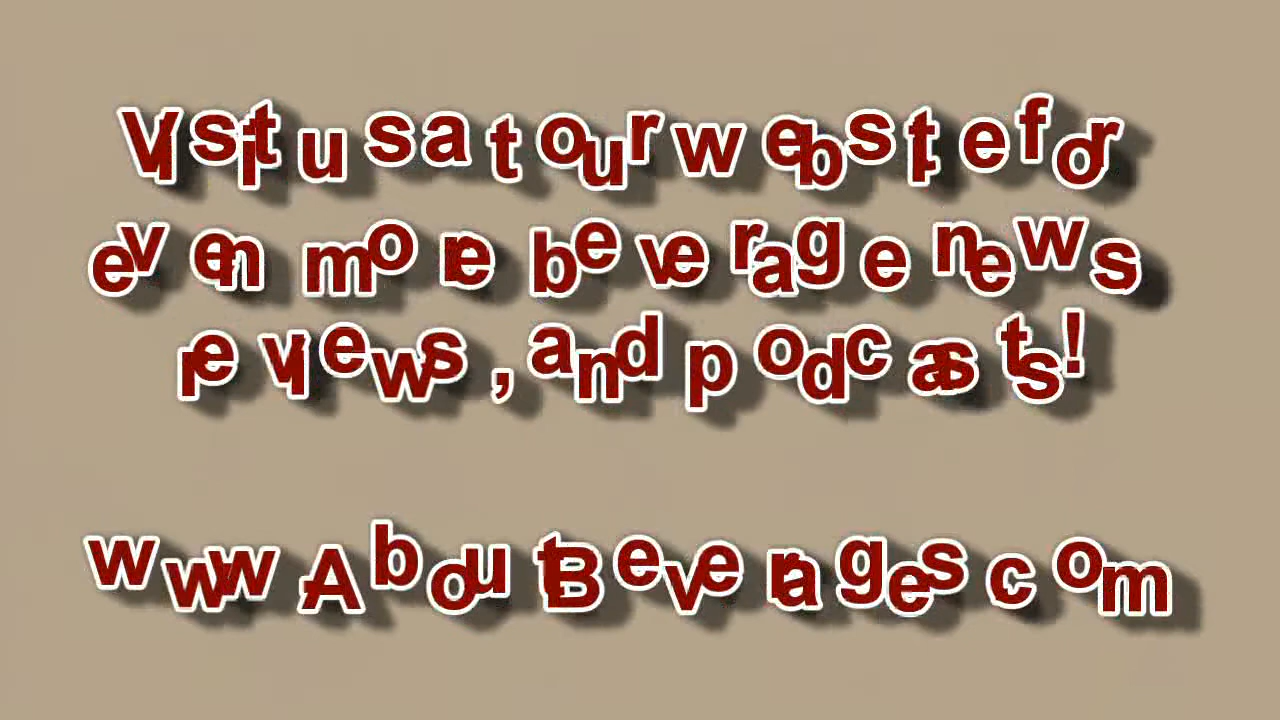 Visit us at our website for
even more beverage news
reviews, and podcasts!
www.AboutBeverages.com